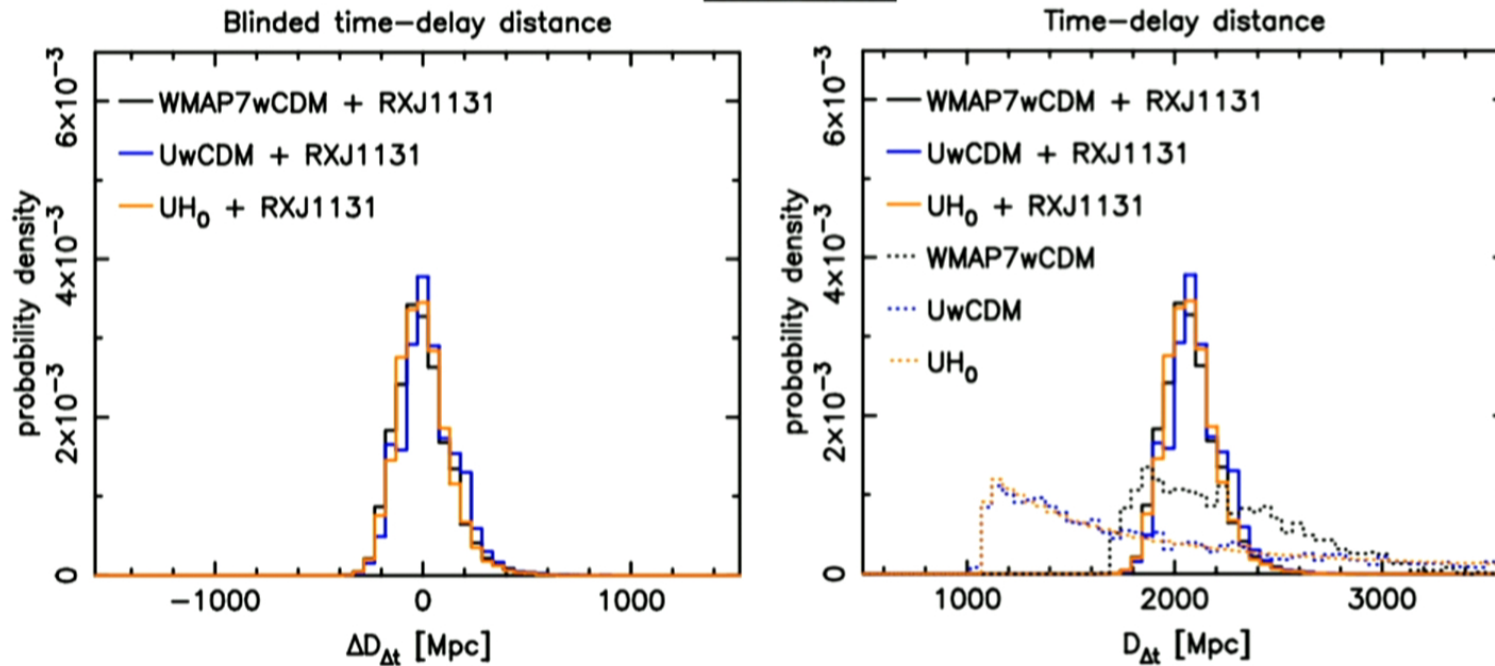 Blinded time-delay distance
WMAP7wCDM + RXJ1131
UwCDM + RXJ1131
UH₀ + RXJ1131
probability density
0
2×10⁻³
4×10⁻³
6×10⁻³
-1000
0
1000
ΔD_Δt [Mpc]
Time-delay distance
WMAP7wCDM + RXJ1131
UwCDM + RXJ1131
UH₀ + RXJ1131
WMAP7wCDM
UwCDM
UH₀
probability density
0
2×10⁻³
4×10⁻³
6×10⁻³
1000
2000
3000
D_Δt [Mpc]